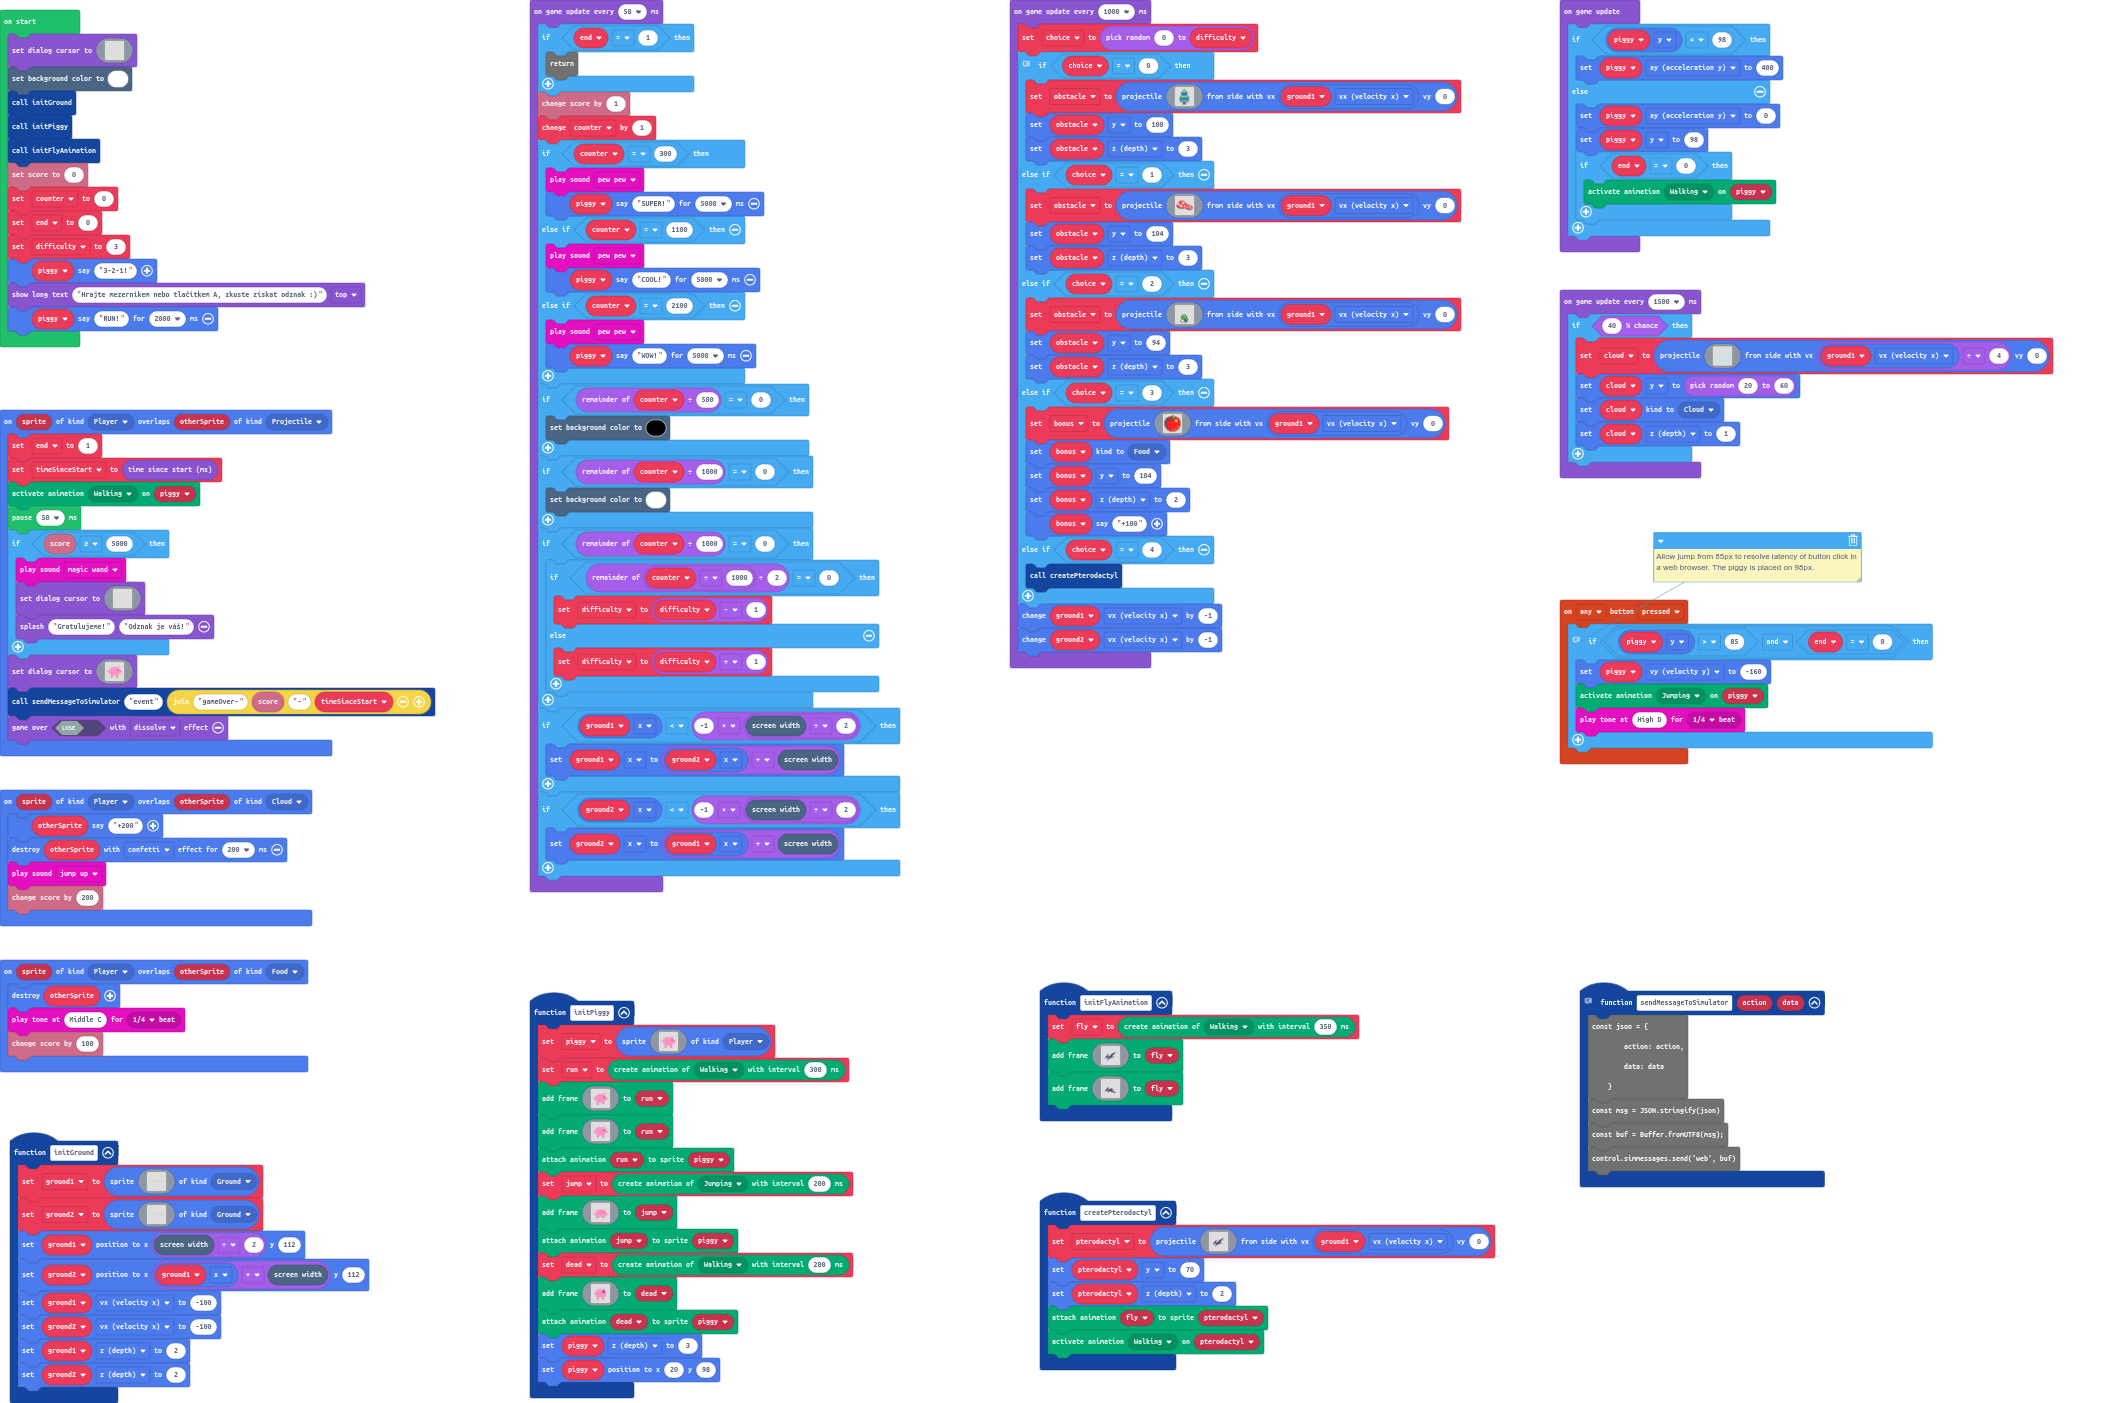 on start
set dialog cursor to
set background color to
call initGround
call initPiggy
call initFlyAnimation
set score to 0
set counter to 0
set end to 0
set difficulty to 3
piggy say "3-2-1!"
show long text "Hrajte mezerníkem nebo tlačítkem A, zkuste získat odznak :)" top
piggy say "RUN!" for 2000 ms
on sprite of kind Player overlaps otherSprite of kind Projectile
set end to 1
set timeSinceStart to time since start (ms)
activate animation Walking on piggy
pause 50 ms
if score ≥ 5000 then
play sound magic wand
set dialog cursor to
splash "Gratulujeme!" "Odznak je váš!"
set dialog cursor to
call sendMessageToSimulator "event" join "gameOver-" score "-" timeSinceStart
game over LOSE with dissolve effect
on sprite of kind Player overlaps otherSprite of kind Cloud
otherSprite say "+200"
destroy otherSprite with confetti effect for 200 ms
play sound jump up
change score by 200
on sprite of kind Player overlaps otherSprite of kind Food
destroy otherSprite
play tone at Middle C for 1/4 beat
change score by 100
function initGround
set ground1 to sprite of kind Ground
set ground2 to sprite of kind Ground
set ground1 position to x screen width ÷ 2 y 112
set ground2 position to x ground1 x + screen width y 112
set ground1 vx (velocity x) to -100
set ground2 vx (velocity x) to -100
set ground1 z (depth) to 2
set ground2 z (depth) to 2
on game update every 50 ms
if end = 1 then
return
change score by 1
change counter by 1
if counter = 300 then
play sound pew pew
piggy say "SUPER!" for 5000 ms
else if counter = 1100 then
play sound pew pew
piggy say "COOL!" for 5000 ms
else if counter = 2100 then
play sound pew pew
piggy say "WOW!" for 5000 ms
if remainder of counter ÷ 500 = 0 then
set background color to
if remainder of counter ÷ 1000 = 0 then
set background color to
if remainder of counter ÷ 1000 = 0 then
if remainder of counter ÷ 1000 ÷ 2 = 0 then
set difficulty to difficulty - 1
else
set difficulty to difficulty + 1
if ground1 x < -1 × screen width ÷ 2 then
set ground1 x to ground2 x + screen width
if ground2 x < -1 × screen width ÷ 2 then
set ground2 x to ground1 x + screen width
function initPiggy
set piggy to sprite of kind Player
set run to create animation of Walking with interval 300 ms
add frame to run
add frame to run
attach animation run to sprite piggy
set jump to create animation of Jumping with interval 200 ms
add frame to jump
attach animation jump to sprite piggy
set dead to create animation of Walking with interval 200 ms
add frame to dead
attach animation dead to sprite piggy
set piggy z (depth) to 3
set piggy position to x 20 y 98
on game update every 1000 ms
set choice to pick random 0 to difficulty
if choice = 0 then
set obstacle to projectile from side with vx ground1 vx (velocity x) vy 0
set obstacle y to 100
set obstacle z (depth) to 3
else if choice = 1 then
set obstacle to projectile from side with vx ground1 vx (velocity x) vy 0
set obstacle y to 104
set obstacle z (depth) to 3
else if choice = 2 then
set obstacle to projectile from side with vx ground1 vx (velocity x) vy 0
set obstacle y to 94
set obstacle z (depth) to 3
else if choice = 3 then
set bonus to projectile from side with vx ground1 vx (velocity x) vy 0
set bonus kind to Food
set bonus y to 104
set bonus z (depth) to 2
bonus say "+100"
else if choice = 4 then
call createPterodactyl
change ground1 vx (velocity x) by -1
change ground2 vx (velocity x) by -1
function initFlyAnimation
set fly to create animation of Walking with interval 350 ms
add frame to fly
add frame to fly
function createPterodactyl
set pterodactyl to projectile from side with vx ground1 vx (velocity x) vy 0
set pterodactyl y to 70
set pterodactyl z (depth) to 2
attach animation fly to sprite pterodactyl
activate animation Walking on pterodactyl
on game update
if piggy y < 98 then
set piggy ay (acceleration y) to 400
else
set piggy ay (acceleration y) to 0
set piggy y to 98
if end = 0 then
activate animation Walking on piggy
on game update every 1500 ms
if 40 % chance then
set cloud to projectile from side with vx ground1 vx (velocity x) ÷ 4 vy 0
set cloud y to pick random 20 to 60
set cloud kind to Cloud
set cloud z (depth) to 1
Allow jump from 85px to resolve latency of button click in
a web browser. The piggy is placed on 98px.
on any button pressed
if piggy y > 85 and end = 0 then
set piggy vy (velocity y) to -160
activate animation Jumping on piggy
play tone at High D for 1/4 beat
function sendMessageToSimulator action data
const json = {
action: action,
data: data
}
const msg = JSON.stringify(json)
const buf = Buffer.fromUTF8(msg);
control.simmessages.send('web', buf)